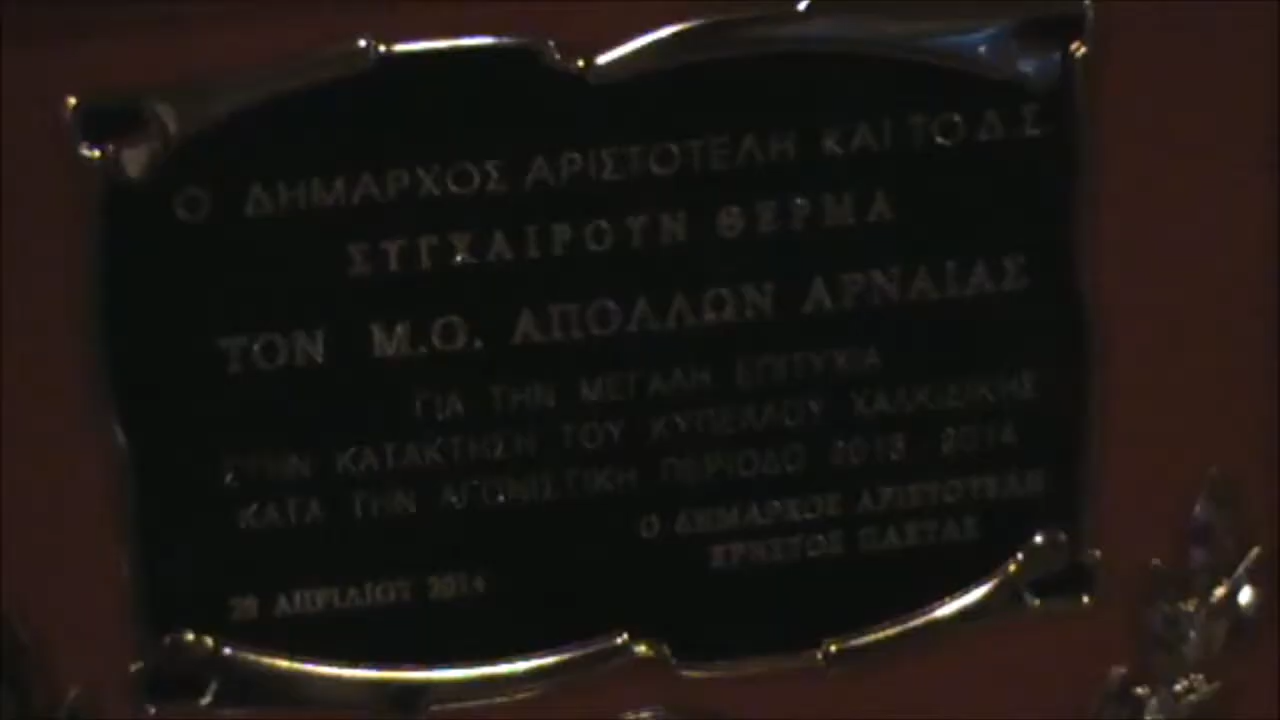 Ο ΔΗΜΑΡΧΟΣ ΑΡΙΣΤΟΤΕΛΗ ΚΑΙ ΤΟ Δ.Σ
ΣΥΓΧΑΙΡΟΥΝ ΘΕΡΜΑ
ΤΟΝ Μ.Ο. ΑΠΟΛΛΩΝ ΑΡΝΑΙΑΣ
ΓΙΑ ΤΗΝ ΜΕΓΑΛΗ ΕΠΙΤΥΧΙΑ
ΣΤΗΝ ΚΑΤΑΚΤΗΣΗ ΤΟΥ ΚΥΠΕΛΛΟΥ ΧΑΛΚΙΔΙΚΗΣ
ΚΑΤΑ ΤΗΝ ΑΓΩΝΙΣΤΙΚΗ ΠΕΡΙΟΔΟ 2013 - 2014
Ο ΔΗΜΑΡΧΟΣ ΑΡΙΣΤΟΤΕΛΗ
ΧΡΗΣΤΟΣ ΠΑΣΤΑΣ
ΑΠΡΙΛΙΟΥ 2014